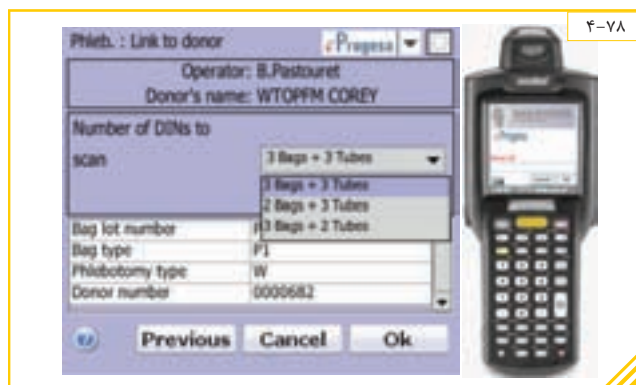 ۴-۷۸
Phleb. : Link to donor
ePROGESA
Operator: B.Pastouret
Donor's name: WTOPFM COREY
Number of DINs to
scan
3 Bags + 3 Tubes
3 Bags + 3 Tubes
2 Bags + 3 Tubes
3 Bags + 2 Tubes
Bag lot number
Bag type P1
Phlebotomy type W
Donor number 0000682
Previous Cancel Ok